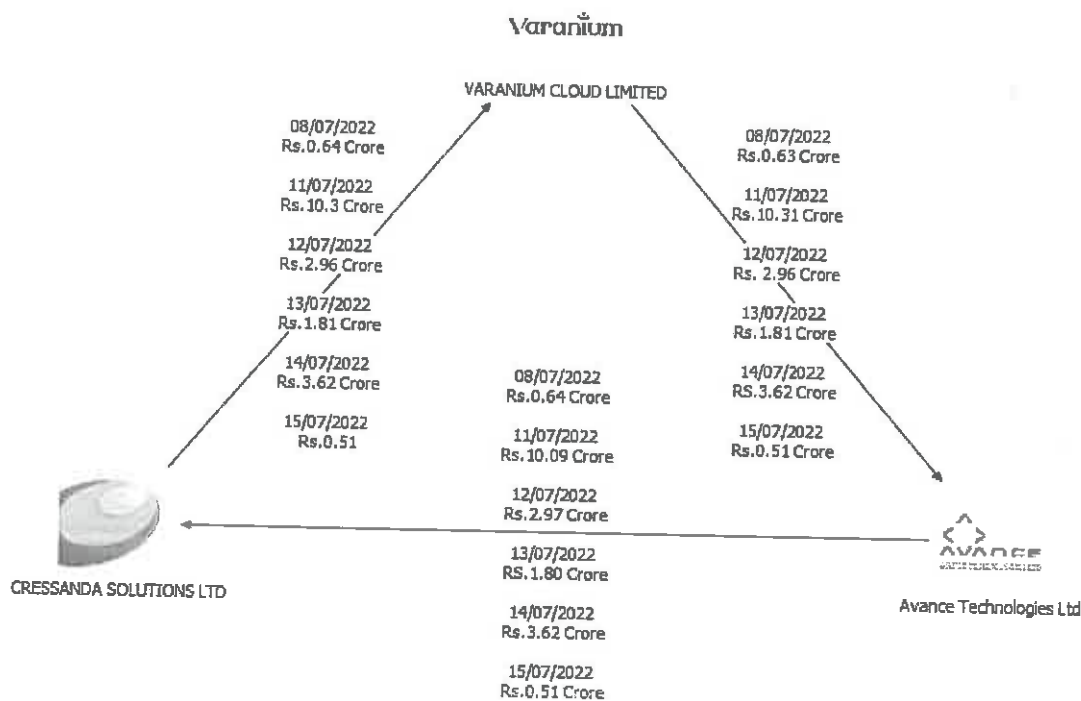 Varanium
VARANIUM CLOUD LIMITED
08/07/2022
Rs.0.64 Crore
11/07/2022
Rs.10.3 Crore
12/07/2022
Rs.2.96 Crore
13/07/2022
Rs.1.81 Crore
14/07/2022
Rs.3.62 Crore
15/07/2022
Rs.0.51
08/07/2022
Rs.0.63 Crore
11/07/2022
Rs.10.31 Crore
12/07/2022
Rs. 2.96 Crore
13/07/2022
Rs.1.81 Crore
14/07/2022
RS.3.62 Crore
15/07/2022
Rs.0.51 Crore
08/07/2022
Rs.0.64 Crore
11/07/2022
Rs.10.09 Crore
12/07/2022
Rs.2.97 Crore
13/07/2022
RS.1.80 Crore
14/07/2022
Rs.3.62 Crore
15/07/2022
Rs.0.51 Crore
CRESSANDA SOLUTIONS LTD
AVANCE
Avance Technologies Ltd